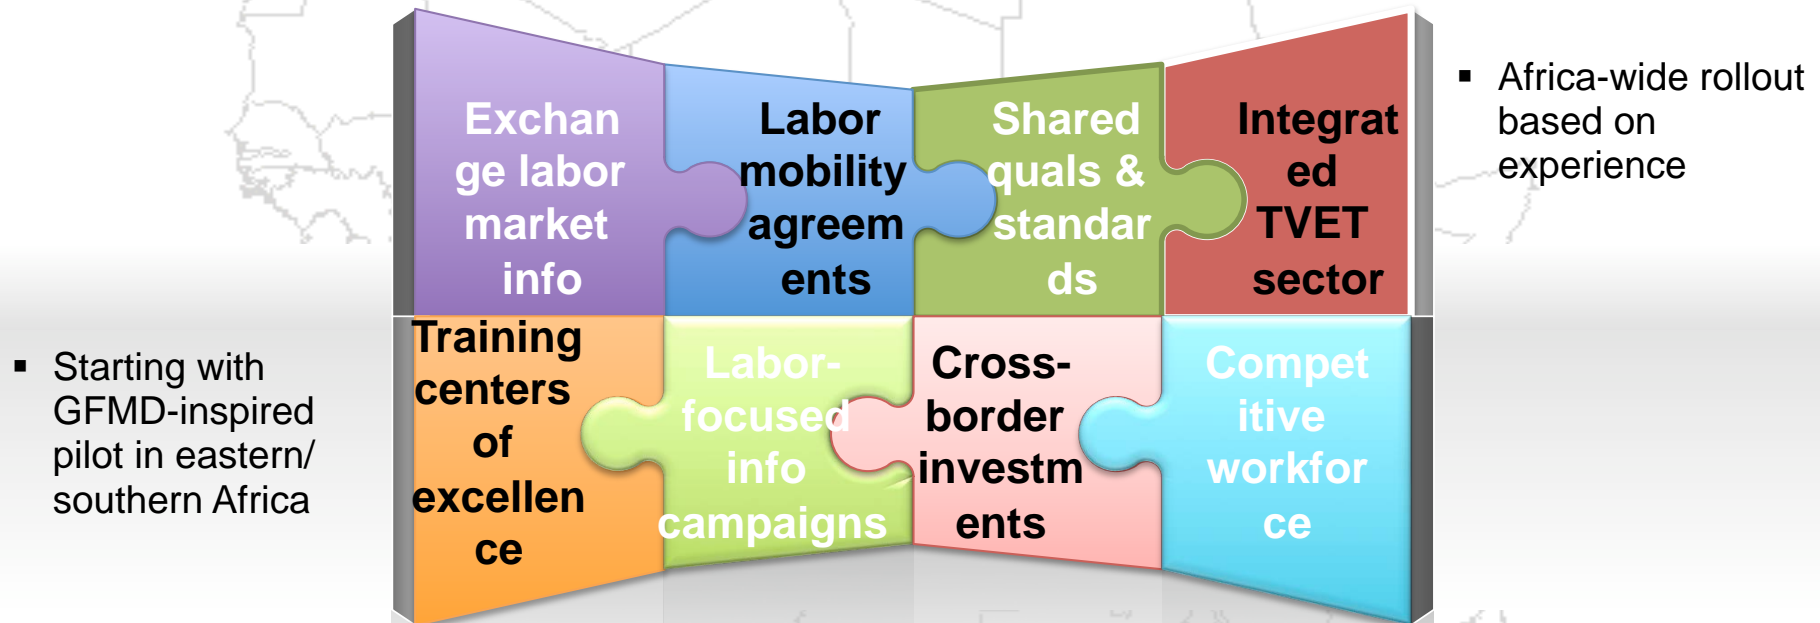 Exchan
ge labor
market
info
Labor
mobility
agreem
ents
Shared
quals &
standar
ds
Integrat
ed
TVET
sector
▪ Africa-wide rollout
based on
experience
▪ Starting with
GFMD-inspired
pilot in eastern/
southern Africa
Training
centers
of
excellen
ce
Labor-
focused
info
campaigns
Cross-
border
investm
ents
Compet
itive
workfor
ce